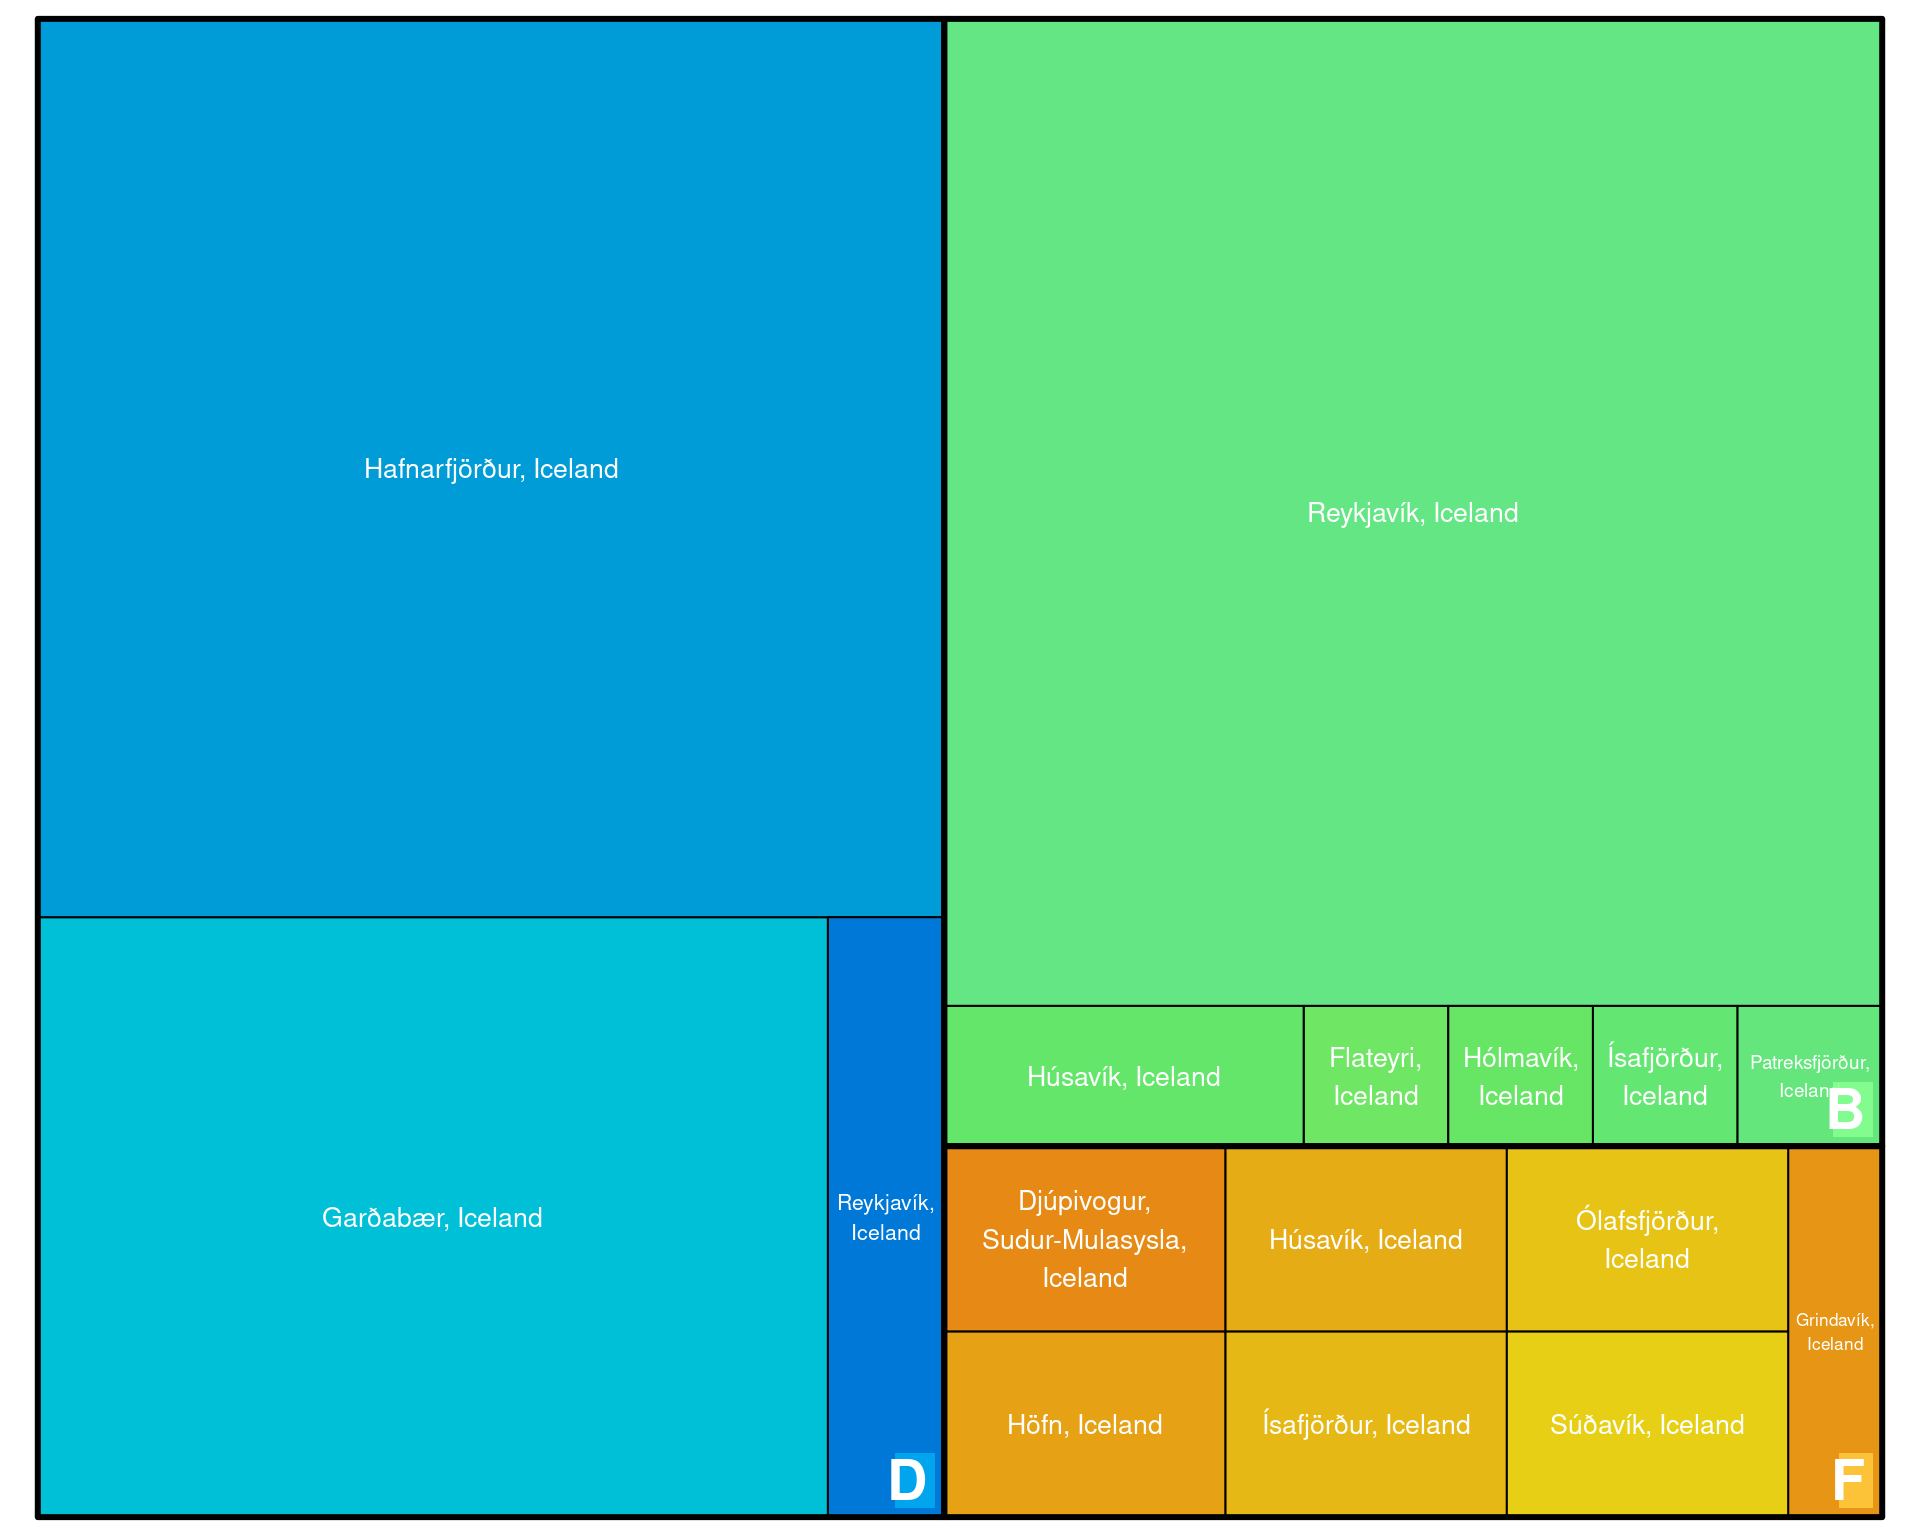 Hafnarfjörður, Iceland
Garðabær, Iceland
Reykjavík,
Iceland
D
Reykjavík, Iceland
Húsavík, Iceland
Flateyri,
Iceland
Hólmavík,
Iceland
Ísafjörður,
Iceland
Patreksfjörður,
Iceland
B
Djúpivogur,
Sudur-Mulasysla,
Iceland
Húsavík, Iceland
Ólafsfjörður,
Iceland
Höfn, Iceland
Ísafjörður, Iceland
Súðavík, Iceland
Grindavík,
Iceland
F